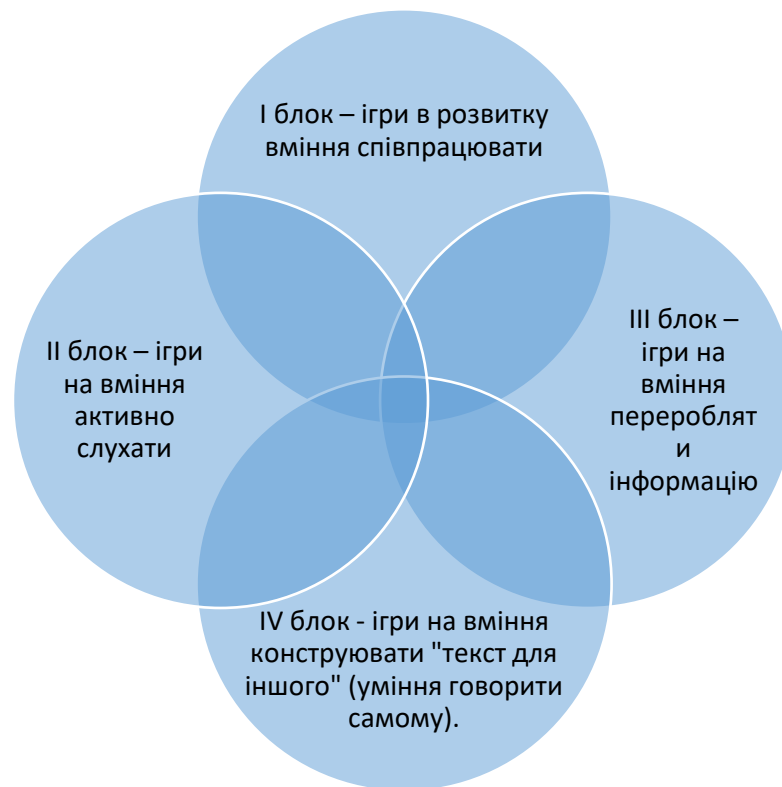 І блок – ігри в розвитку
вміння співпрацювати
ІІ блок – ігри
на вміння
активно
слухати
ІІІ блок –
ігри на
вміння
тероблят
и
інформацію
IV блок - ігри на вміння
конструювати "текст для
іншого" (уміння говорити
самому).